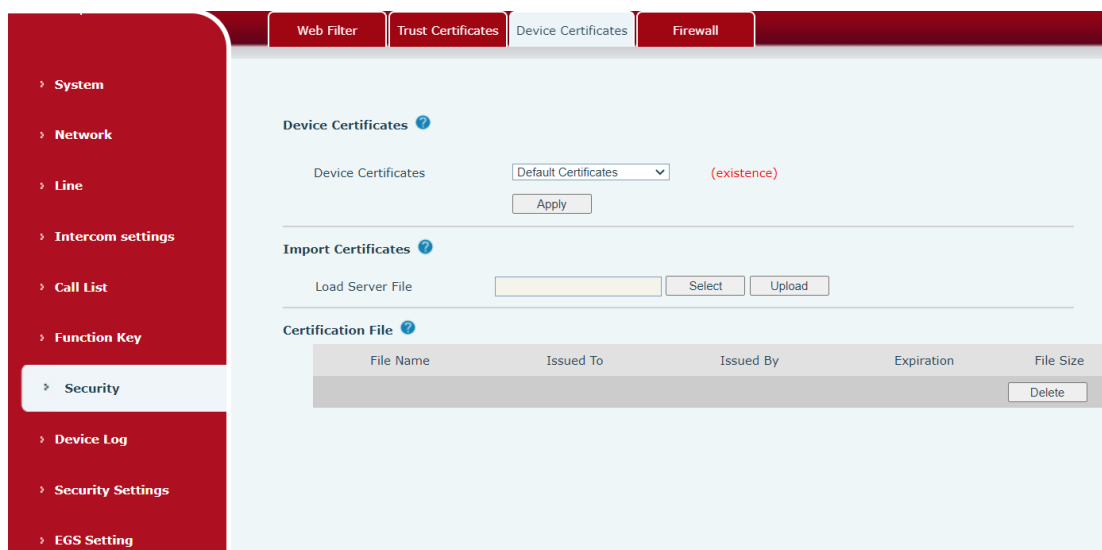 Web Filter
Trust Certificates
Device Certificates
Firewall
System
Network
Line
Intercom settings
Call List
Function Key
Security
Device Log
Security Settings
EGS Setting
Device Certificates
Device Certificates Default Certificates (existence)
Apply
Import Certificates
Load Server File Select Upload
Certification File
File Name Issued To Issued By Expiration File Size
Delete